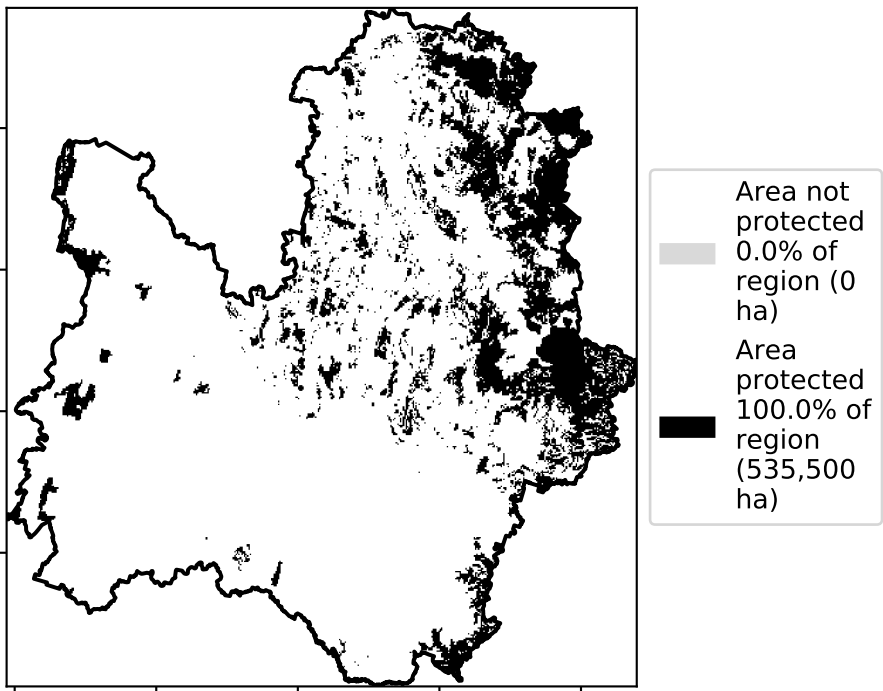 Area not
protected
0.0% of
region (0
ha)
Area
protected
100.0% of
region
(535,500
ha)